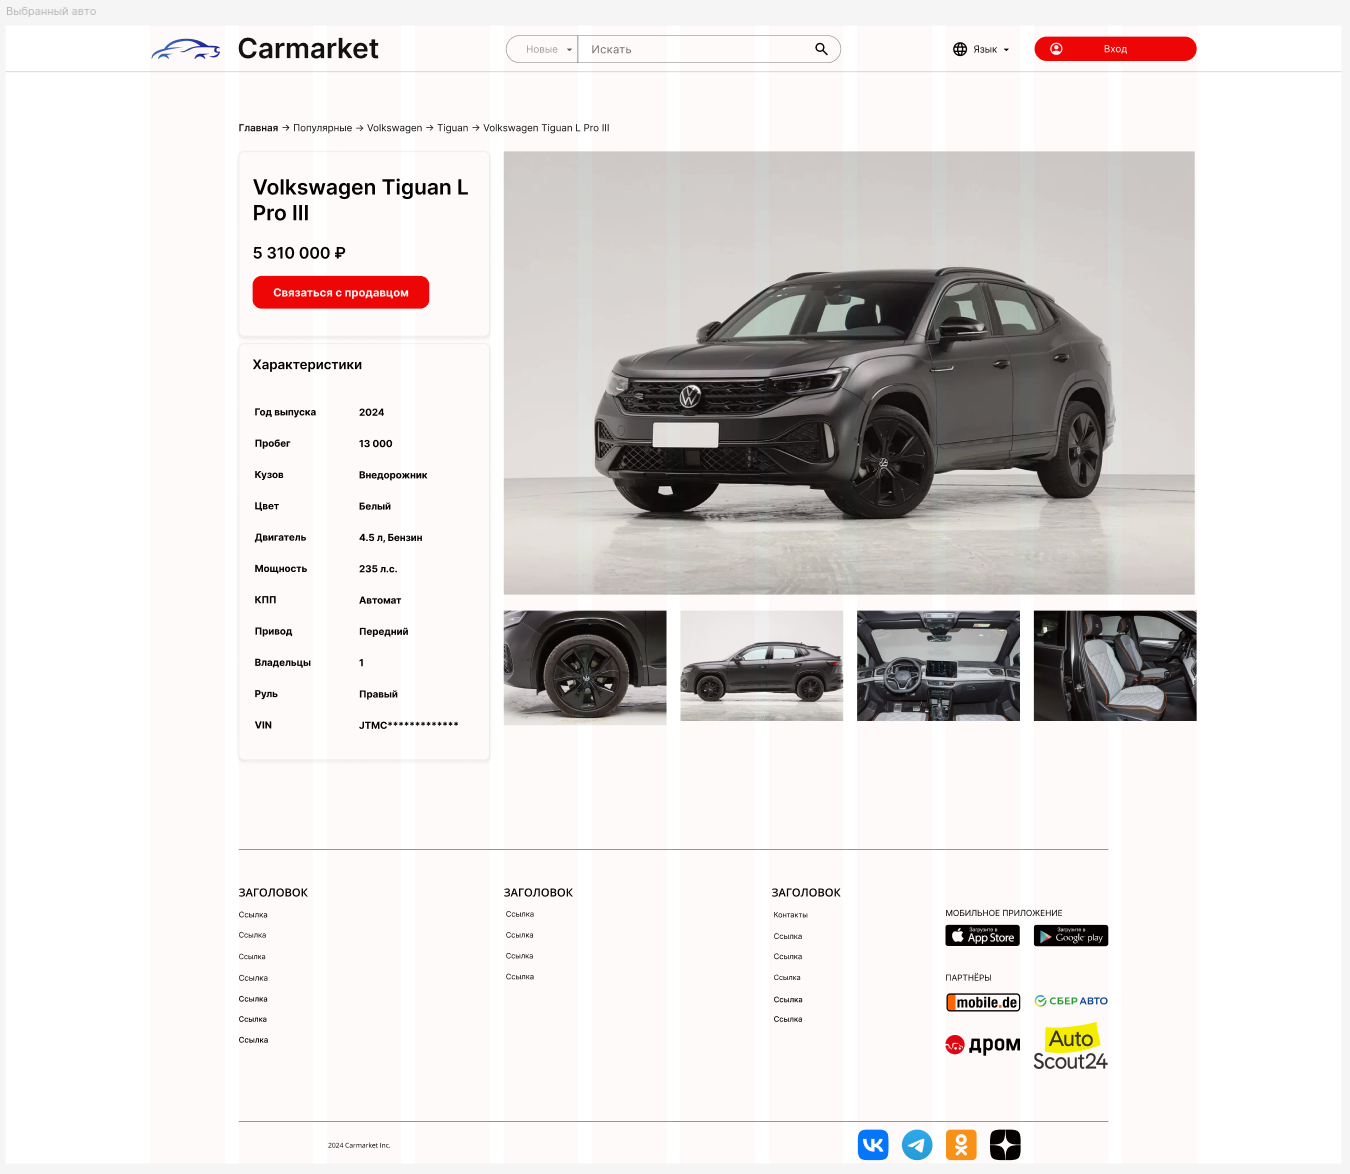 Выбранный авто
Carmarket
Новые
Искать
Язык
Вход
Главная → Популярные → Volkswagen → Tiguan → Volkswagen Tiguan L Pro III
Volkswagen Tiguan L
Pro III
5 310 000 ₽
Связаться с продавцом
Характеристики
Год выпуска 2024
Пробег 13 000
Кузов Внедорожник
Цвет Белый
Двигатель 4.5 л, Бензин
Мощность 235 л.с.
КПП Автомат
Привод Передний
Владельцы 1
Руль Правый
VIN JTMC*************
ЗАГОЛОВОК
Ссылка
Ссылка
Ссылка
Ссылка
Ссылка
Ссылка
Ссылка
ЗАГОЛОВОК
Ссылка
Ссылка
Ссылка
Ссылка
ЗАГОЛОВОК
Контакты
Ссылка
Ссылка
Ссылка
Ссылка
Ссылка
МОБИЛЬНОЕ ПРИЛОЖЕНИЕ
Загрузите в
App Store
Загрузите в
Google play
ПАРТНЁРЫ
mobile.de
СБЕР АВТО
дром
Auto
Scout24
2024 Carmarket Inc.